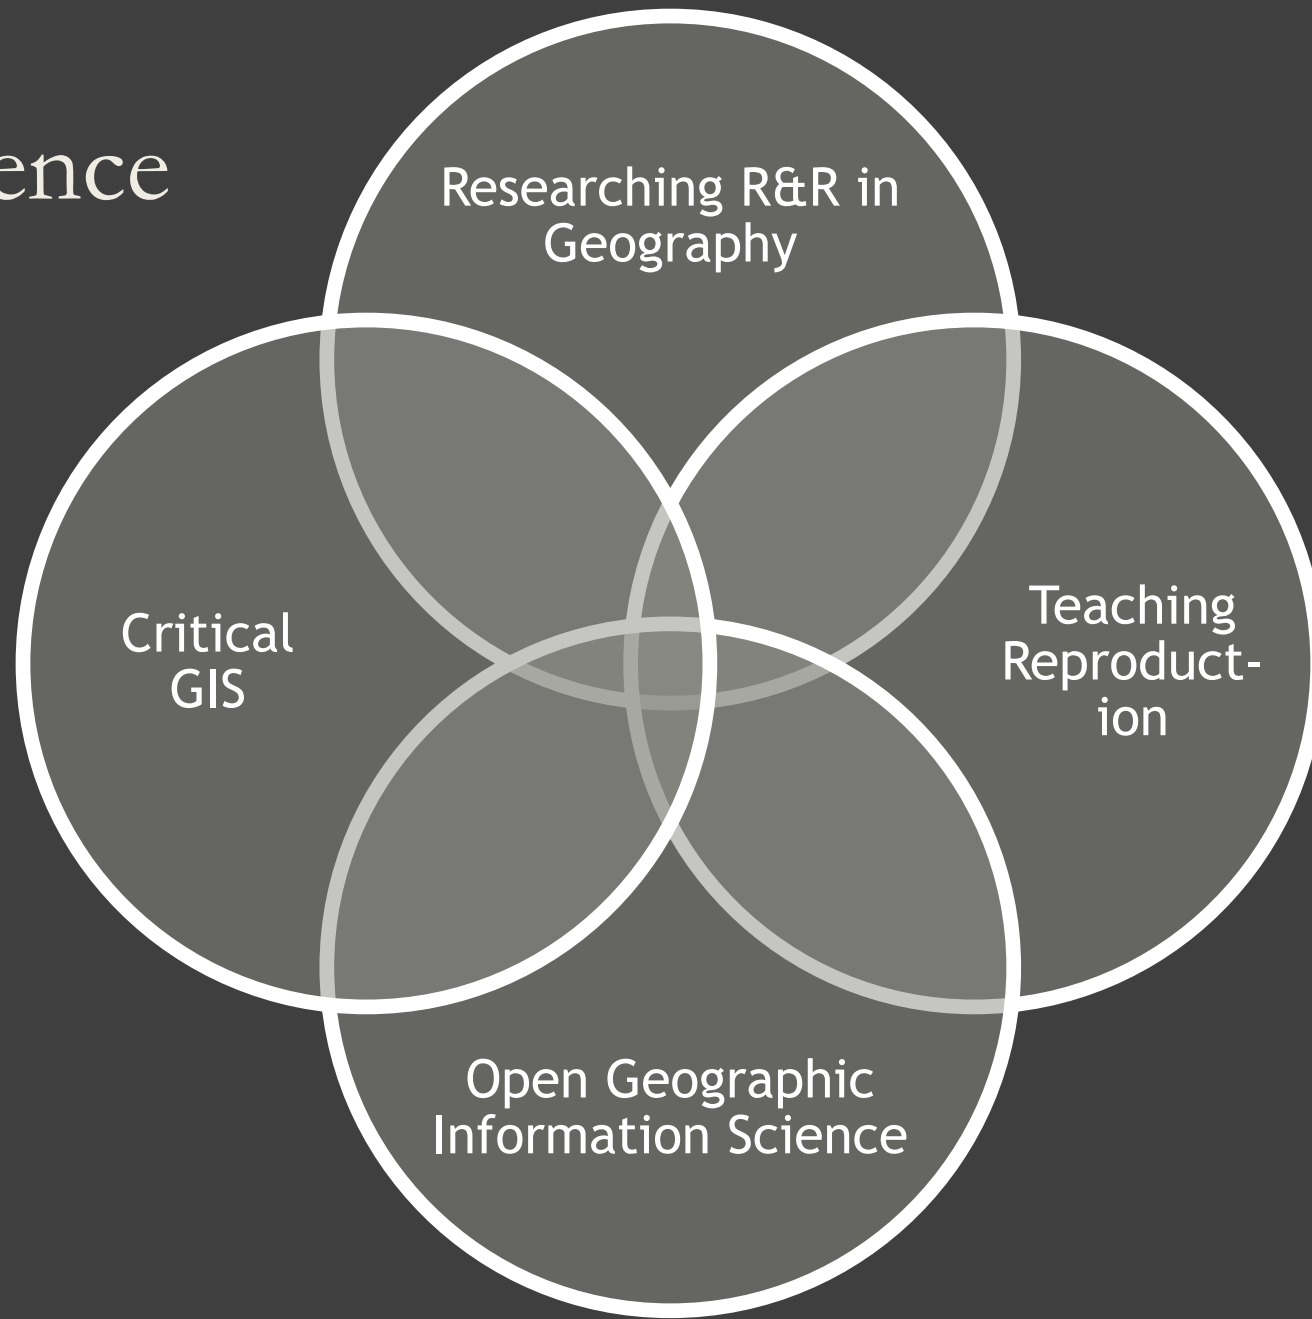 ence
Researching R&R in
Geography
Critical
GIS
Teaching
Reproduct-
ion
Open Geographic
Information Science